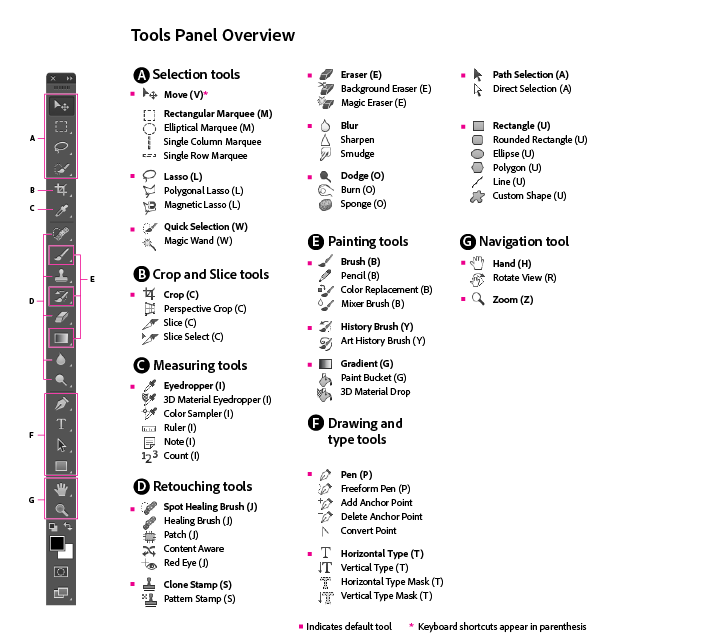 Tools Panel Overview
A Selection tools
Move (V)*
Rectangular Marquee (M)
Elliptical Marquee (M)
Single Column Marquee
Single Row Marquee
Lasso (L)
Polygonal Lasso (L)
Magnetic Lasso (L)
Quick Selection (W)
Magic Wand (W)
B Crop and Slice tools
Crop (C)
Perspective Crop (C)
Slice (C)
Slice Select (C)
C Measuring tools
Eyedropper (I)
3D Material Eyedropper (I)
Color Sampler (I)
Ruler (I)
Note (I)
Count (I)
D Retouching tools
Spot Healing Brush (J)
Healing Brush (J)
Patch (J)
Content Aware
Red Eye (J)
Clone Stamp (S)
Pattern Stamp (S)
Eraser (E)
Background Eraser (E)
Magic Eraser (E)
Blur
Sharpen
Smudge
Dodge (O)
Burn (O)
Sponge (O)
E Painting tools
Brush (B)
Pencil (B)
Color Replacement (B)
Mixer Brush (B)
History Brush (Y)
Art History Brush (Y)
Gradient (G)
Paint Bucket (G)
3D Material Drop
F Drawing and
type tools
Pen (P)
Freeform Pen (P)
Add Anchor Point
Delete Anchor Point
Convert Point
Horizontal Type (T)
Vertical Type (T)
Horizontal Type Mask (T)
Vertical Type Mask (T)
Path Selection (A)
Direct Selection (A)
Rectangle (U)
Rounded Rectangle (U)
Ellipse (U)
Polygon (U)
Line (U)
Custom Shape (U)
G Navigation tool
Hand (H)
Rotate View (R)
Zoom (Z)
A
B
C
D
E
F
G
Indicates default tool
* Keyboard shortcuts appear in parenthesis